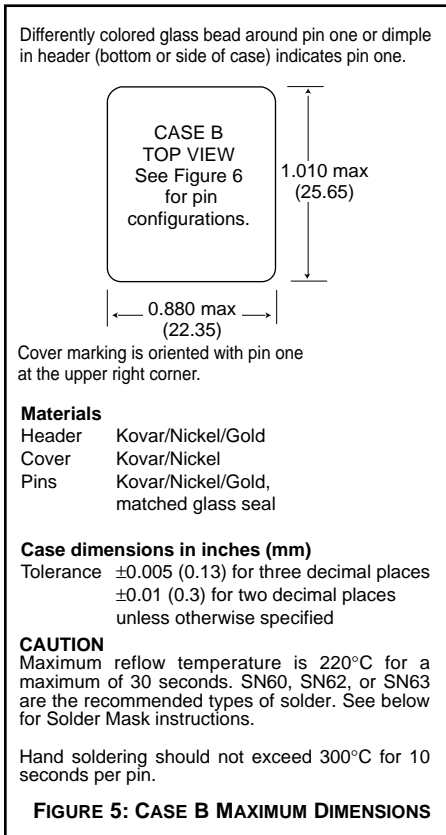 Differently colored glass bead around pin one or dimple
in header (bottom or side of case) indicates pin one.
CASE B
TOP VIEW
See Figure 6
for pin
configurations.
1.010 max
(25.65)
0.880 max
(22.35)
Cover marking is oriented with pin one
at the upper right corner.
Materials
Header Kovar/Nickel/Gold
Cover Kovar/Nickel
Pins Kovar/Nickel/Gold,
matched glass seal
Case dimensions in inches (mm)
Tolerance ±0.005 (0.13) for three decimal places
±0.01 (0.3) for two decimal places
unless otherwise specified
CAUTION
Maximum reflow temperature is 220°C for a
maximum of 30 seconds. SN60, SN62, or SN63
are the recommended types of solder. See below
for Solder Mask instructions.
Hand soldering should not exceed 300°C for 10
seconds per pin.
FIGURE 5: CASE B MAXIMUM DIMENSIONS